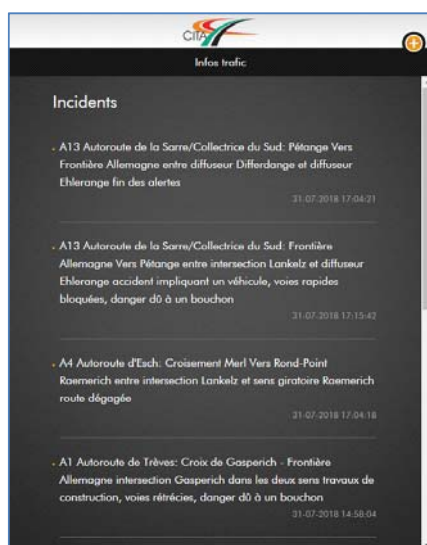 CITA
Infos trafic
Incidents
A13 Autoroute de la Sarre/Collectrice du Sud: Pétange Vers
Frontière Allemagne entre diffuseur Differdange et diffuseur
Ehlerange fin des alertes
31-07-2018 17:04:21
A13 Autoroute de la Sarre/Collectrice du Sud: Frontière
Allemagne Vers Pétange entre intersection Lankelz et diffuseur
Ehlerange accident impliquant un véhicule, voies rapides
bloquées, danger dû à un bouchon
31-07-2018 17:15:42
A4 Autoroute d'Esch: Croisement Merl Vers Rond-Point
Raemerich entre intersection Lankelz et sens giratoire Raemerich
route dégagée
31-07-2018 17:04:18
A1 Autoroute de Trèves: Croix de Gasperich - Frontière
Allemagne intersection Gasperich dans les deux sens travaux de
construction, voies rétrécies, danger dû à un bouchon
31-07-2018 14:58:04